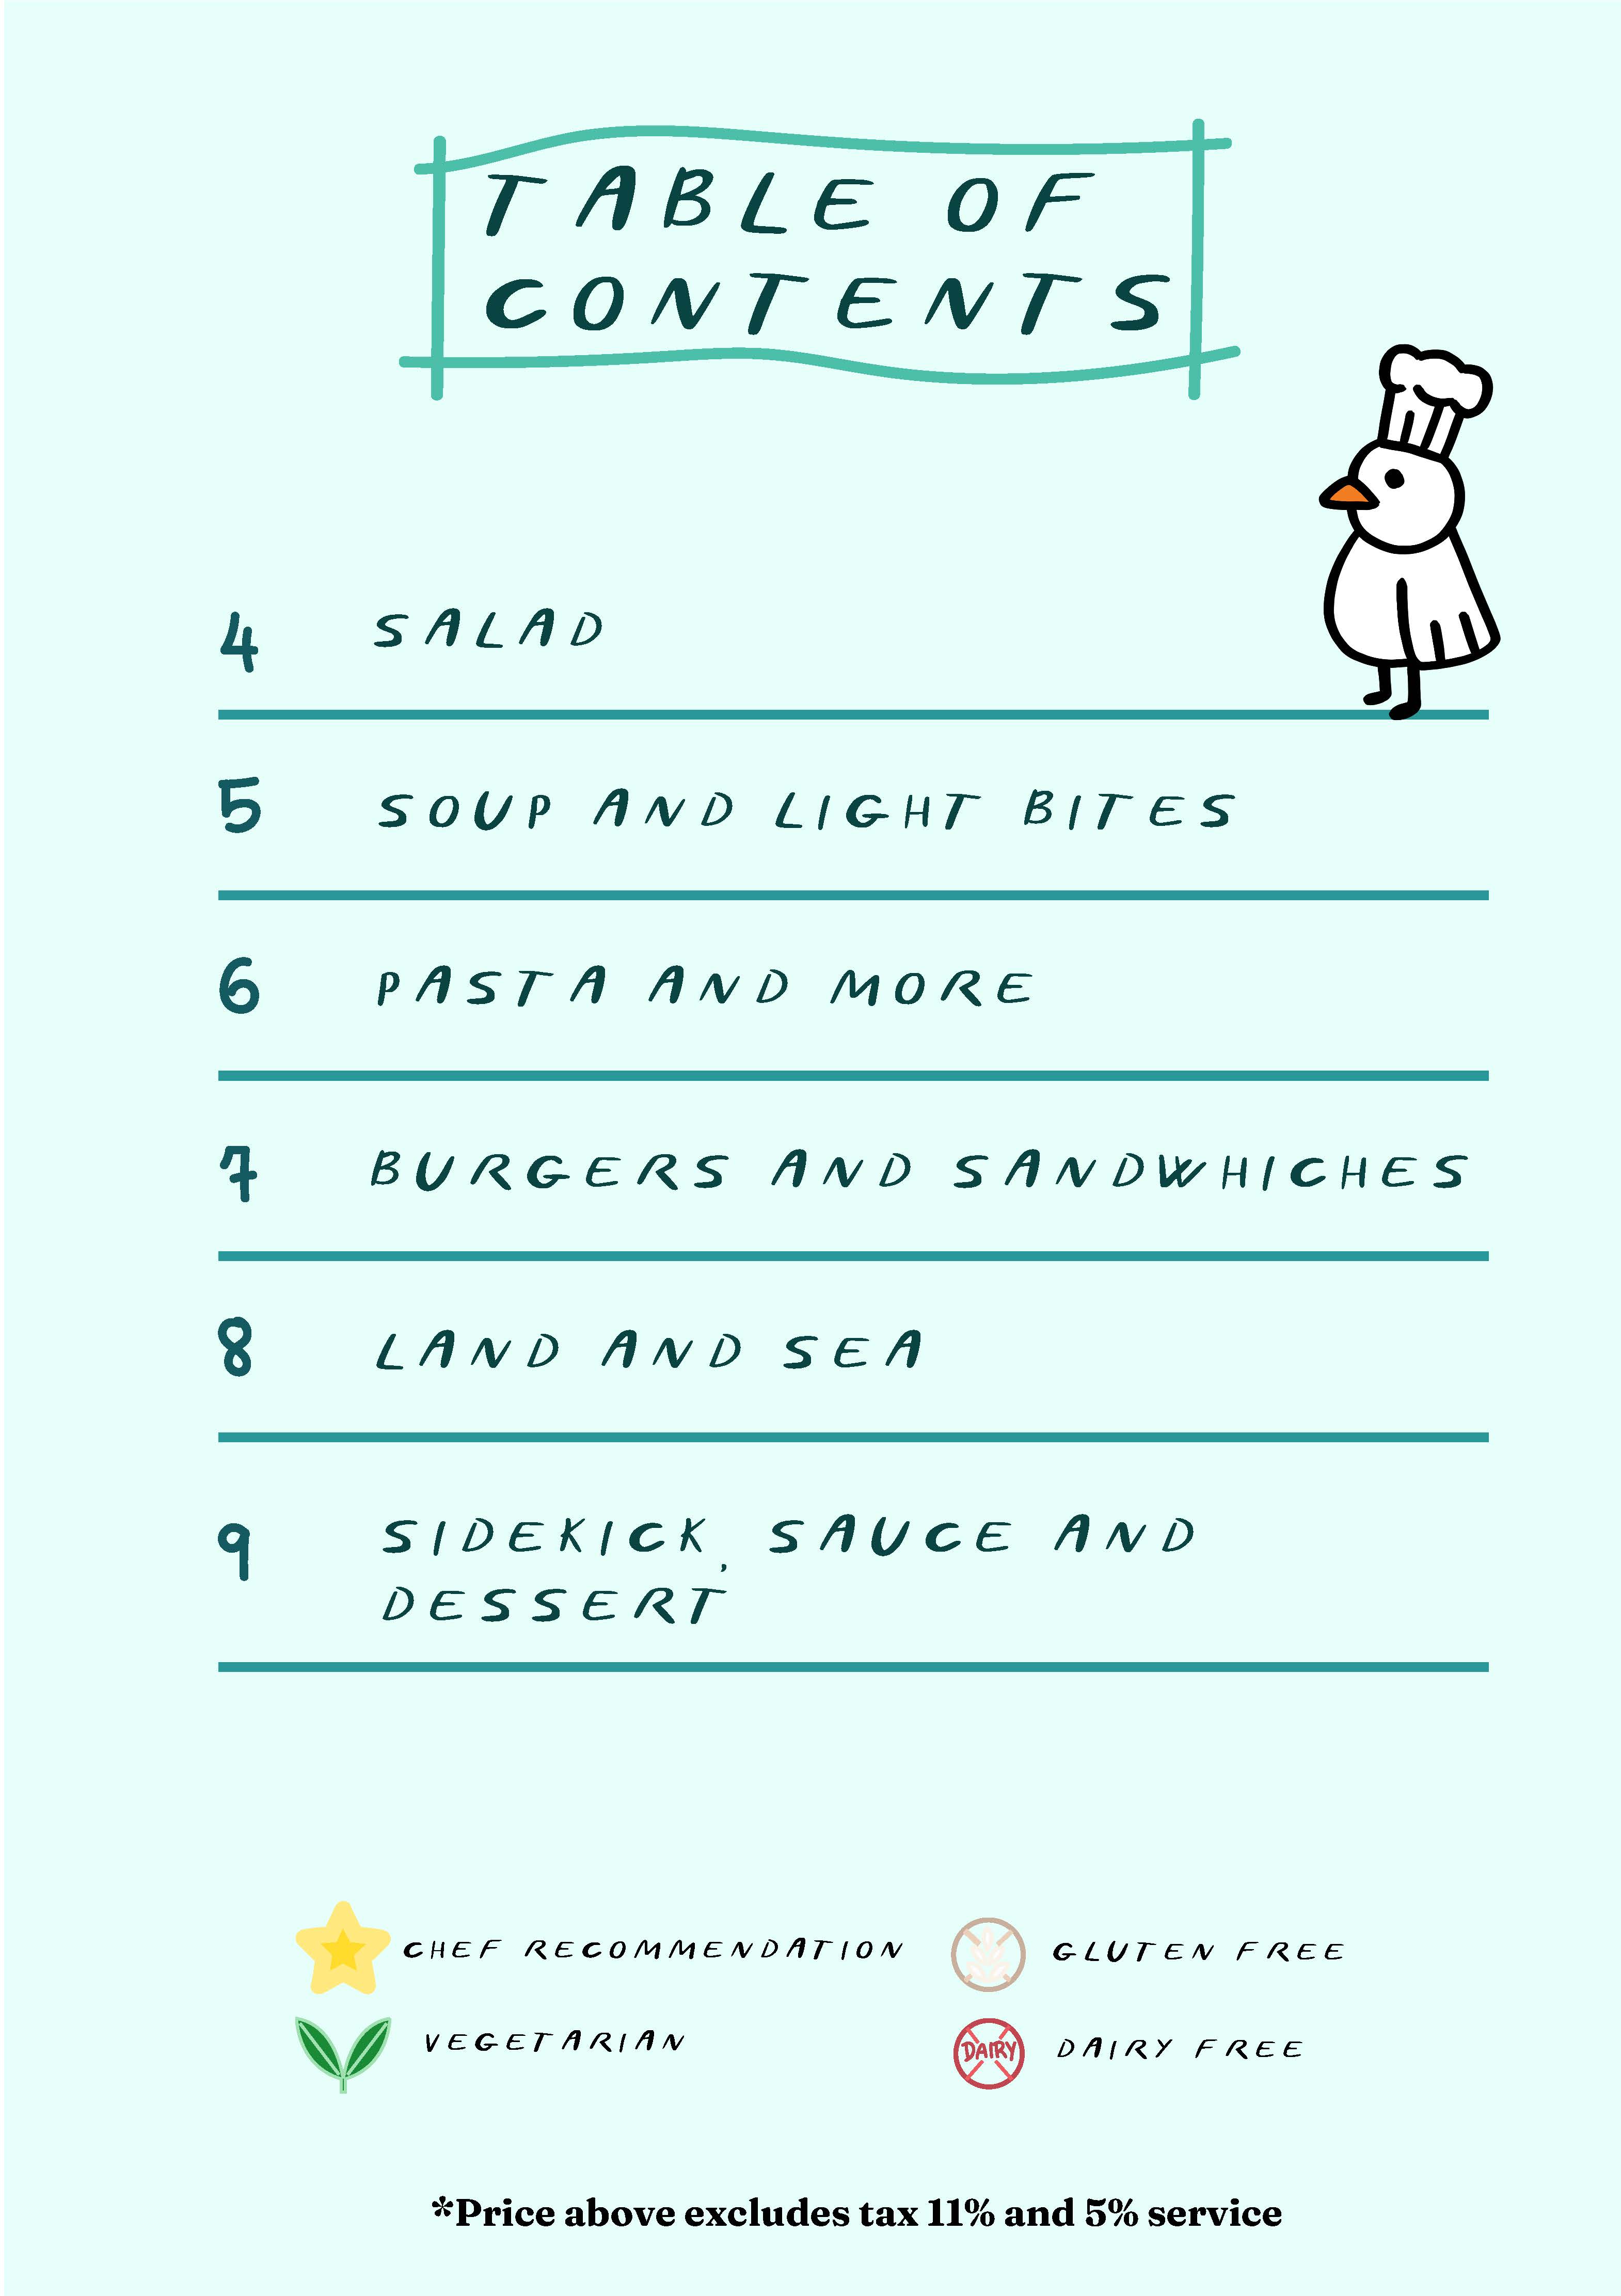 TABLE OF
CONTENTS
4 SALAD
5 SOUP AND LIGHT BITES
6 PASTA AND MORE
7 BURGERS AND SANDWHICHES
8 LAND AND SEA
9 SIDEKICK, SAUCE AND
DESSERT
CHEF RECOMMENDATION
GLUTEN FREE
VEGETARIAN
DAIRY
DAIRY FREE
*Price above excludes tax 11% and 5% service